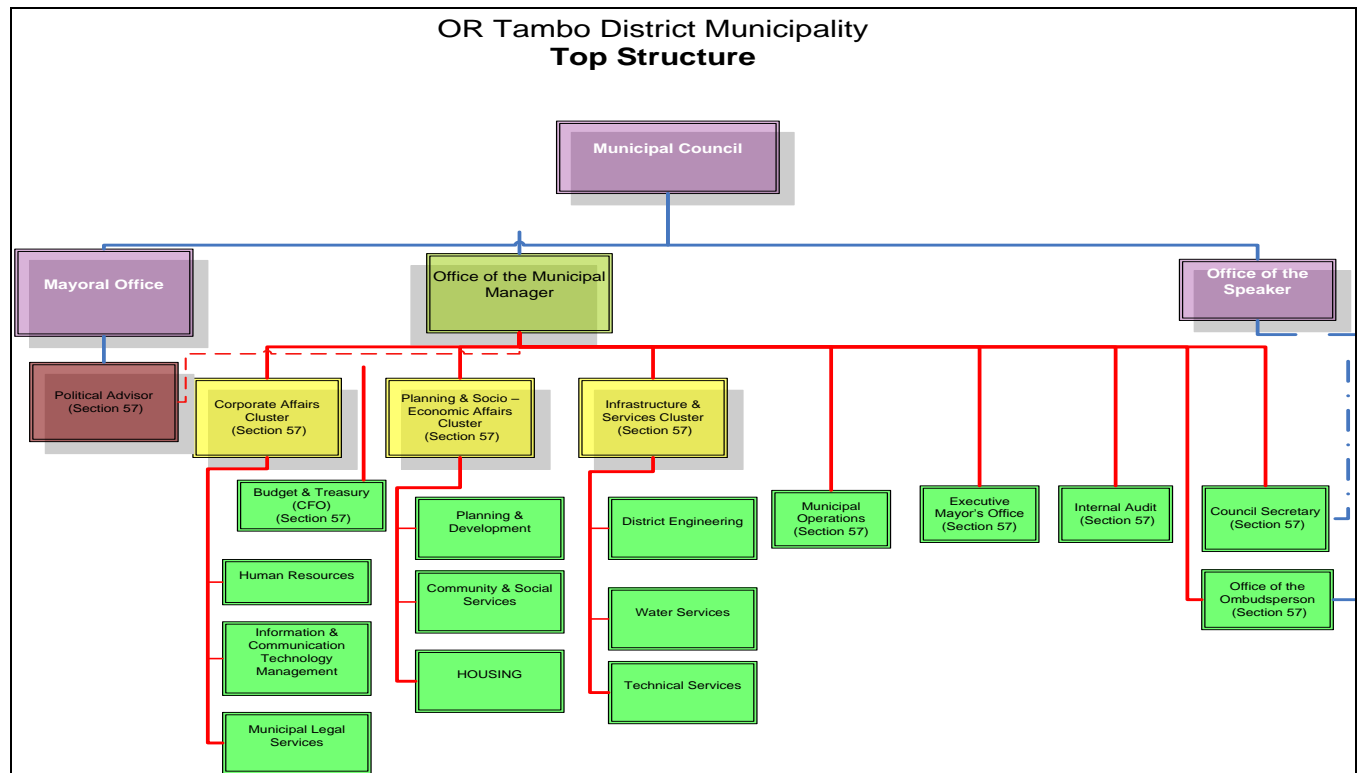 OR Tambo District Municipality
Top Structure
Municipal Council
Mayoral Office
Office of the Municipal
Manager
Office of the
Speaker
Political Advisor
(Section 57)
Corporate Affairs
Cluster
(Section 57)
Planning & Socio –
Economic Affairs
Cluster
(Section 57)
Infrastructure &
Services Cluster
(Section 57)
Budget & Treasury
(CFO)
(Section 57)
Planning &
Development
District Engineering
Municipal
Operations
(Section 57)
Executive
Mayor's Office
(Section 57)
Internal Audit
(Section 57)
Council Secretary
(Section 57)
Human Resources
Community & Social
Services
Water Services
Office of the
Ombudsperson
(Section 57)
Information &
Communication
Technology
Management
HOUSING
Technical Services
Municipal Legal
Services